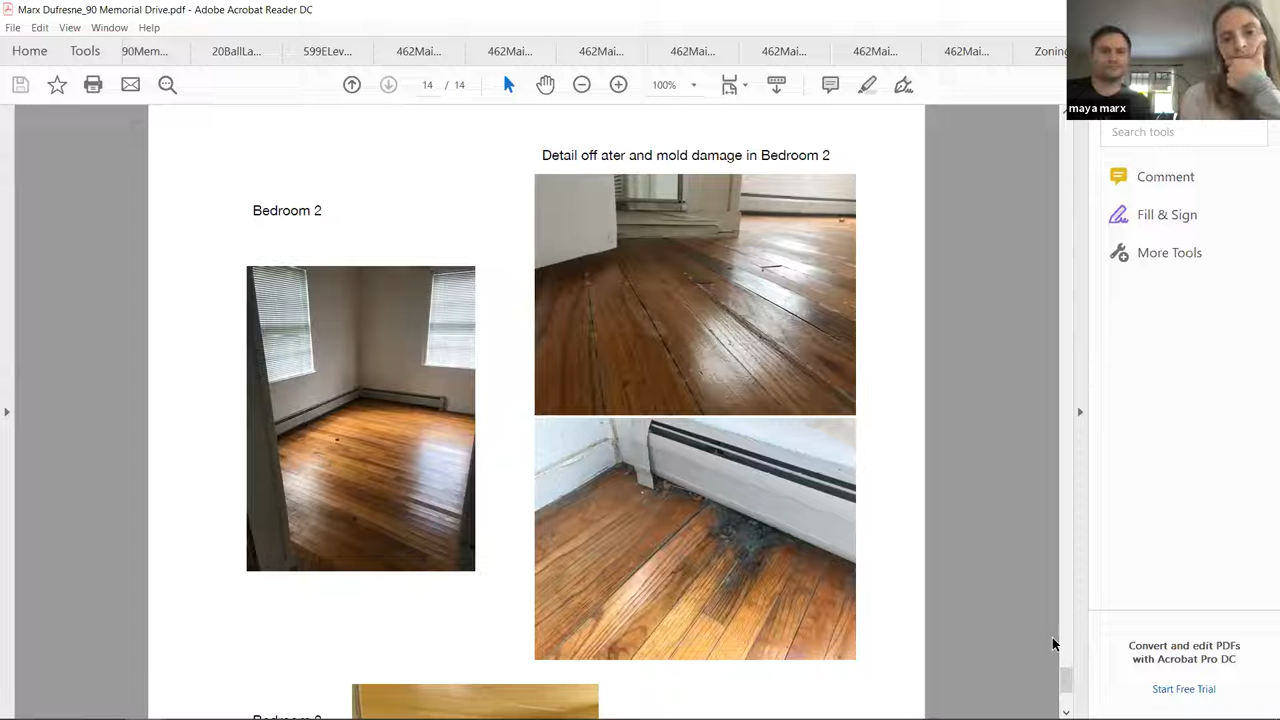 Marx Dufresne_90 Memorial Drive.pdf - Adobe Acrobat Reader DC
File Edit View Window Help
Home Tools 90Mem... 20BallLa... 599ELev... 462Mai... 462Mai... 462Mai... 462Mai... 462Mai... 462Mai... 462Mai... Zoning
14 / 14 100%
maya marx
Search tools
Comment
Fill & Sign
More Tools
Detail off ater and mold damage in Bedroom 2
Bedroom 2
Convert and edit PDFs
with Acrobat Pro DC
Start Free Trial